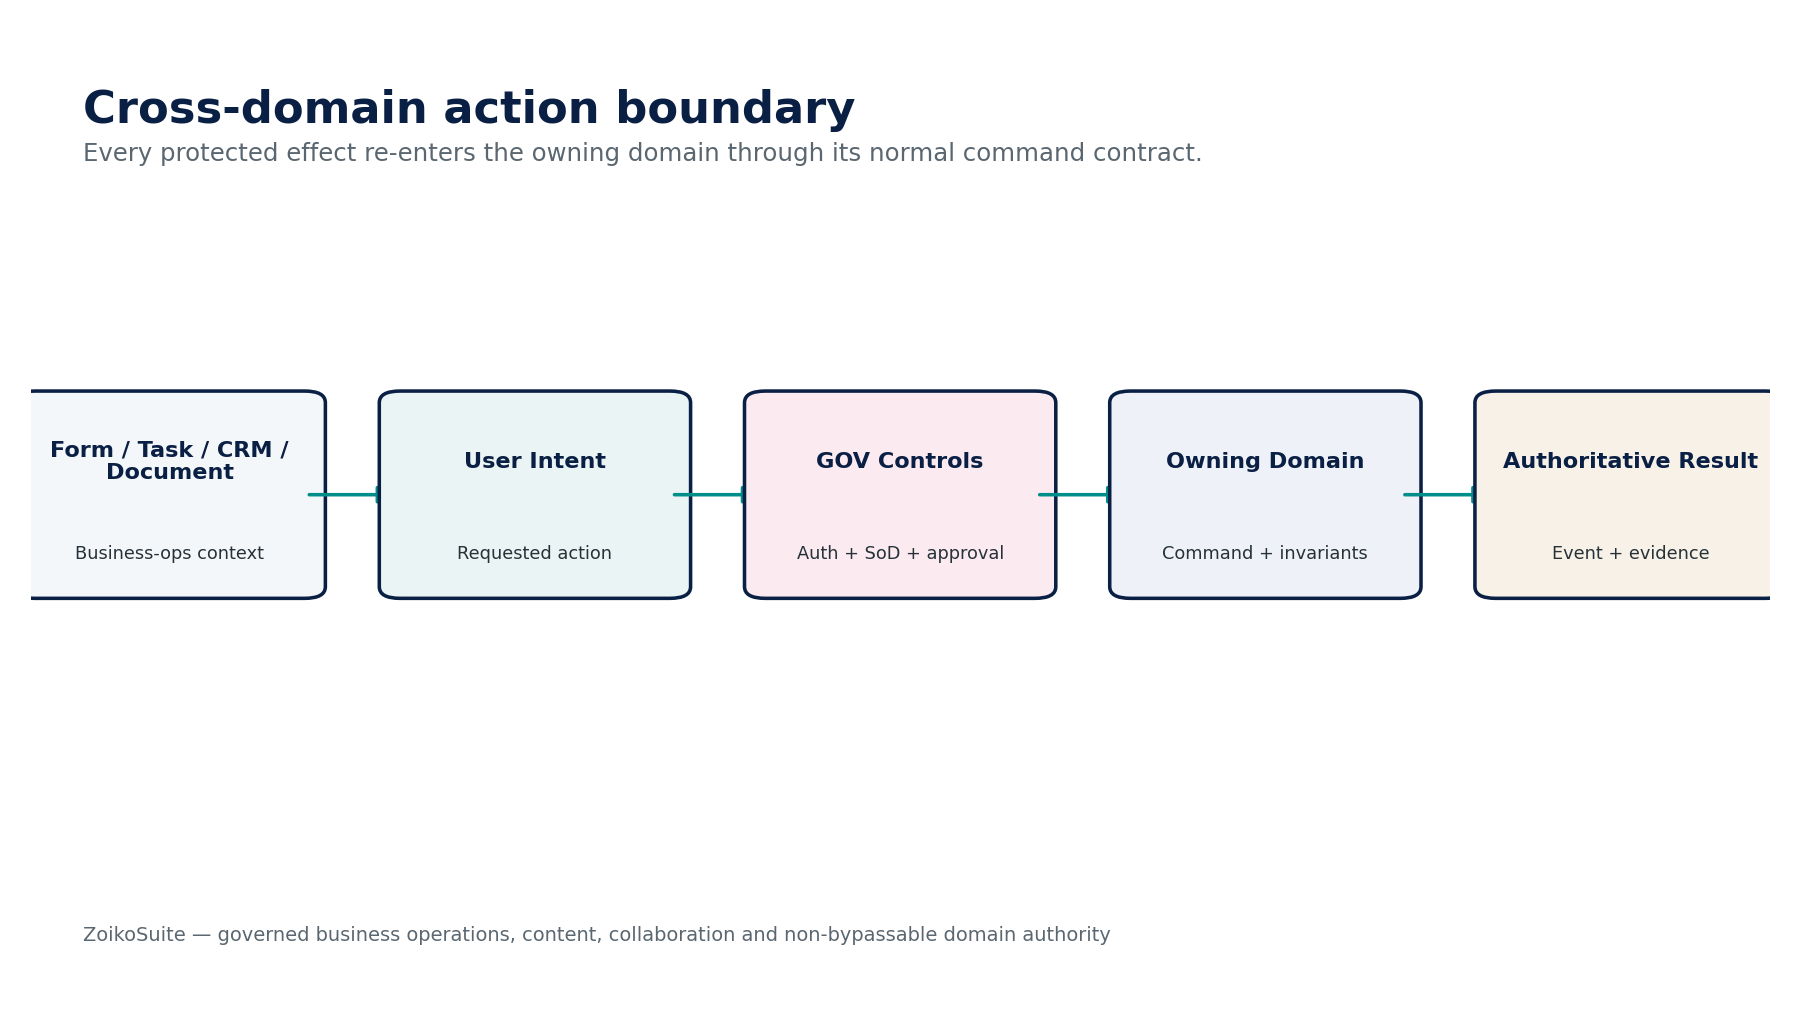 Cross-domain action boundary
Every protected effect re-enters the owning domain through its normal command contract.
Form / Task / CRM /
Document
Business-ops context
User Intent
Requested action
GOV Controls
Auth + SoD + approval
Owning Domain
Command + invariants
Authoritative Result
Event + evidence
ZoikoSuite — governed business operations, content, collaboration and non-bypassable domain authority